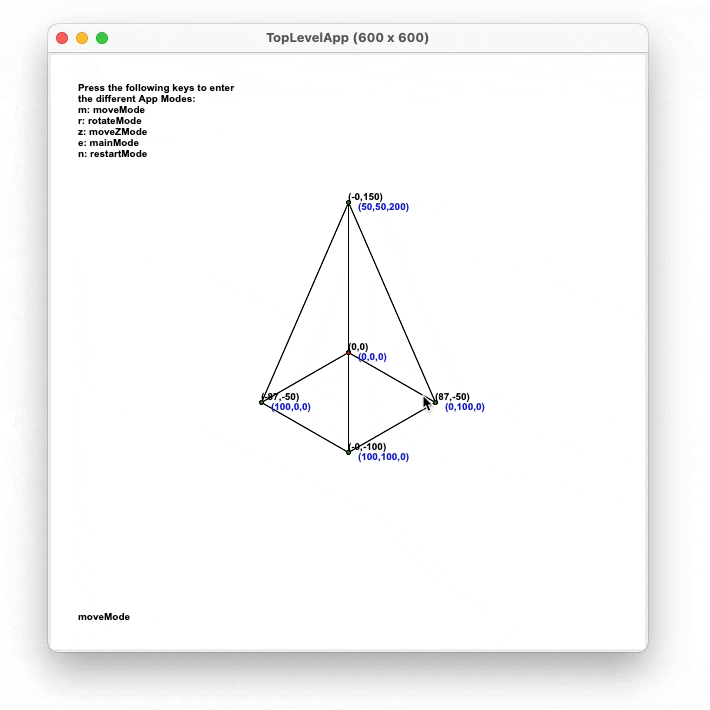 TopLevelApp (600 x 600)
Press the following keys to enter
the different App Modes:
m: moveMode
r: rotateMode
z: moveZMode
e: mainMode
n: restartMode
(-0,150)
(50,50,200)
(0,0)
(0,0,0)
(-87,-50)
(100,0,0)
(87,-50)
(0,100,0)
(-0,-100)
(100,100,0)
moveMode